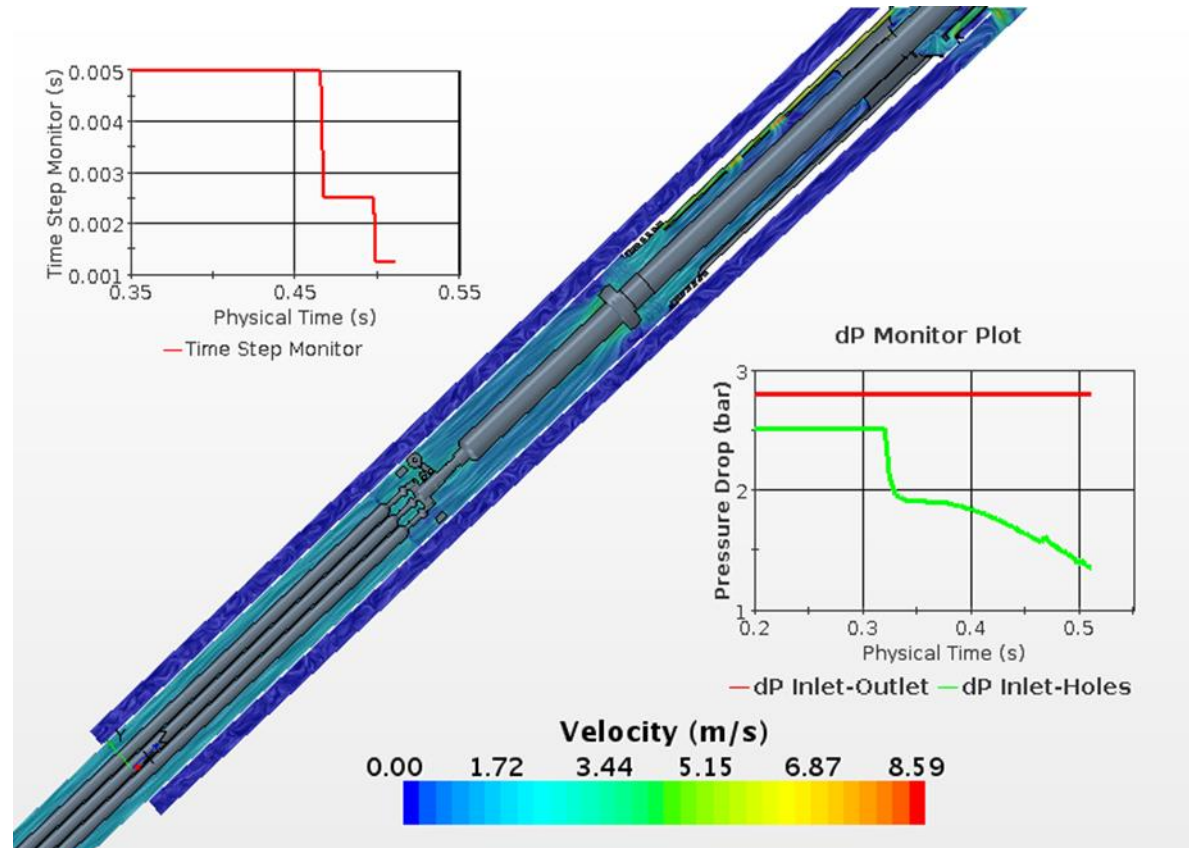 Time Step Monitor (s)
0.005
0.004
0.003
0.002
0.001
0.35
0.45
0.55
Physical Time (s)
Time Step Monitor
dP Monitor Plot
Pressure Drop (bar)
3
2
1
0.2
0.3
0.4
0.5
Physical Time (s)
dP Inlet-Outlet
dP Inlet-Holes
Velocity (m/s)
0.00 1.72 3.44 5.15 6.87 8.59